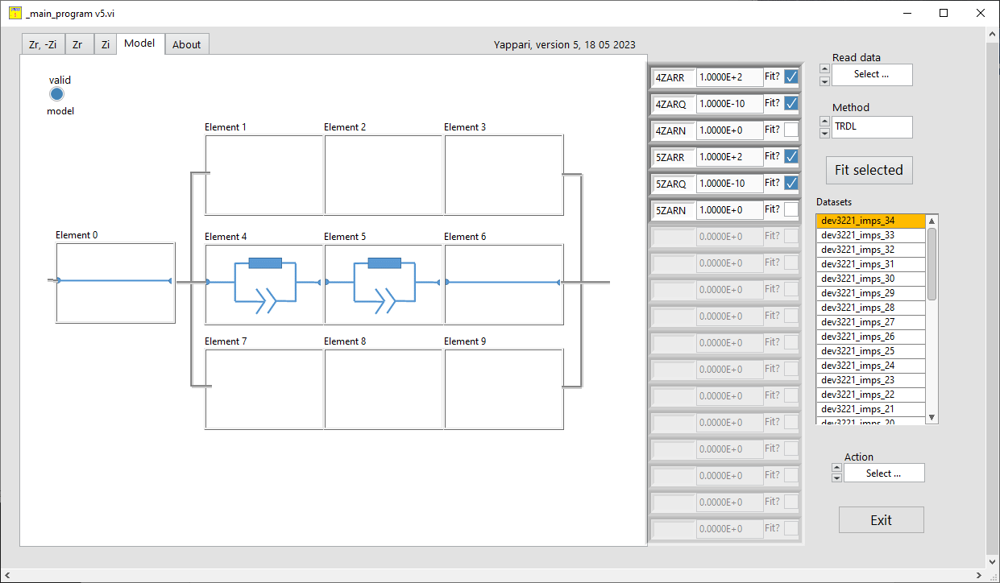 _main_program v5.vi
Zr, -Zi Zr Zi Model About
Yappari, version 5, 18 05 2023
valid
model
Element 0
Element 1 Element 2 Element 3
Element 4 Element 5 Element 6
Element 7 Element 8 Element 9
4ZARR 1.0000E+2 Fit?
4ZARQ 1.0000E-10 Fit?
4ZARN 1.0000E+0 Fit?
5ZARR 1.0000E+2 Fit?
5ZARQ 1.0000E-10 Fit?
5ZARN 1.0000E+0 Fit?
0.0000E+0 Fit?
0.0000E+0 Fit?
0.0000E+0 Fit?
0.0000E+0 Fit?
0.0000E+0 Fit?
0.0000E+0 Fit?
0.0000E+0 Fit?
0.0000E+0 Fit?
0.0000E+0 Fit?
0.0000E+0 Fit?
0.0000E+0 Fit?
0.0000E+0 Fit?
Read data
Select ...
Method
TRDL
Fit selected
Datasets
dev3221_imps_34
dev3221_imps_33
dev3221_imps_32
dev3221_imps_31
dev3221_imps_30
dev3221_imps_29
dev3221_imps_28
dev3221_imps_27
dev3221_imps_26
dev3221_imps_25
dev3221_imps_24
dev3221_imps_23
dev3221_imps_22
dev3221_imps_21
dev3221_imps_20
Action
Select ...
Exit